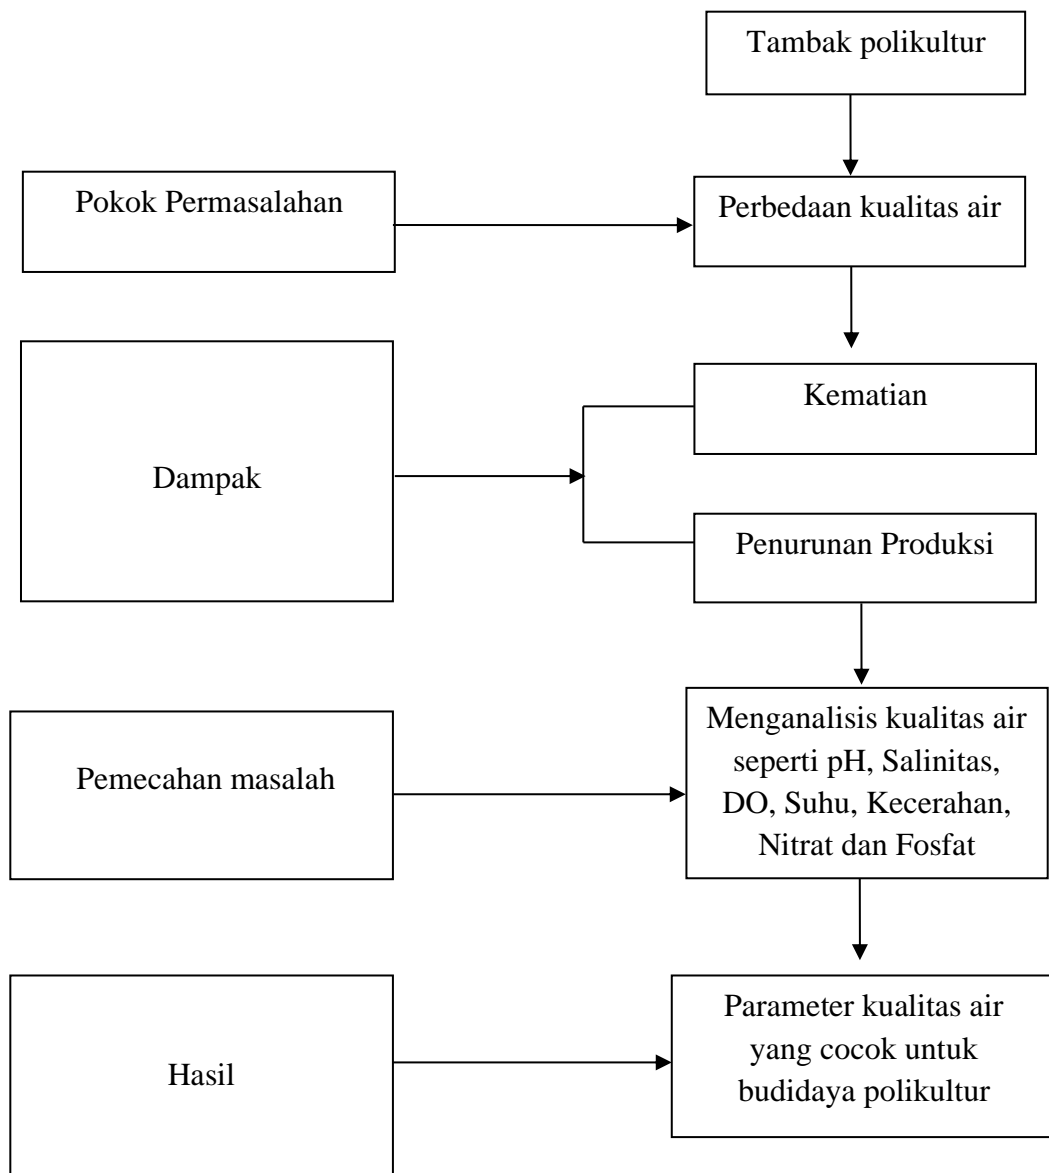 Tambak polikultur
Pokok Permasalahan
Perbedaan kualitas air
Kematian
Dampak
Penurunan Produksi
Menganalisis kualitas air
seperti pH, Salinitas,
DO, Suhu, Kecerahan,
Nitrat dan Fosfat
Pemecahan masalah
Parameter kualitas air
yang cocok untuk
budidaya polikultur
Hasil